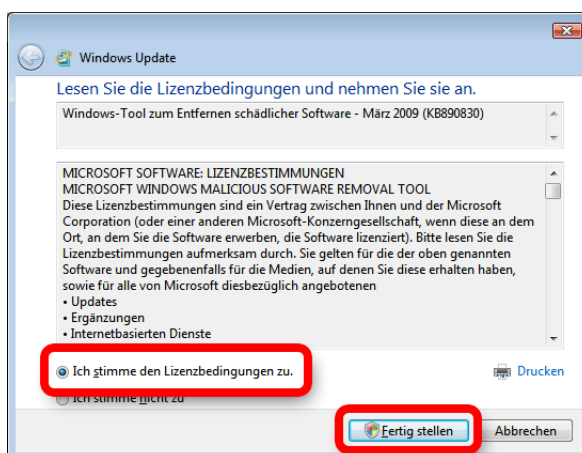 Windows Update
Lesen Sie die Lizenzbedingungen und nehmen Sie sie an.
Windows-Tool zum Entfernen schädlicher Software - März 2009 (KB890830)
MICROSOFT SOFTWARE: LIZENZBESTIMMUNGEN
MICROSOFT WINDOWS MALICIOUS SOFTWARE REMOVAL TOOL
Diese Lizenzbestimmungen sind ein Vertrag zwischen Ihnen und der Microsoft
Corporation (oder einer anderen Microsoft-Konzerngesellschaft, wenn diese an dem
Ort, an dem Sie die Software erwerben, die Software lizenziert). Bitte lesen Sie die
Lizenzbestimmungen aufmerksam durch. Sie gelten für die der oben genannten
Software und gegebenenfalls für die Medien, auf denen Sie diese erhalten haben,
sowie für alle von Microsoft diesbezüglich angebotenen
▪ Updates
▪ Ergänzungen
▪ Internetbasierten Dienste
Ich stimme den Lizenzbedingungen zu.
Drucken
Ich stimme nicht zu
Fertig stellen
Abbrechen